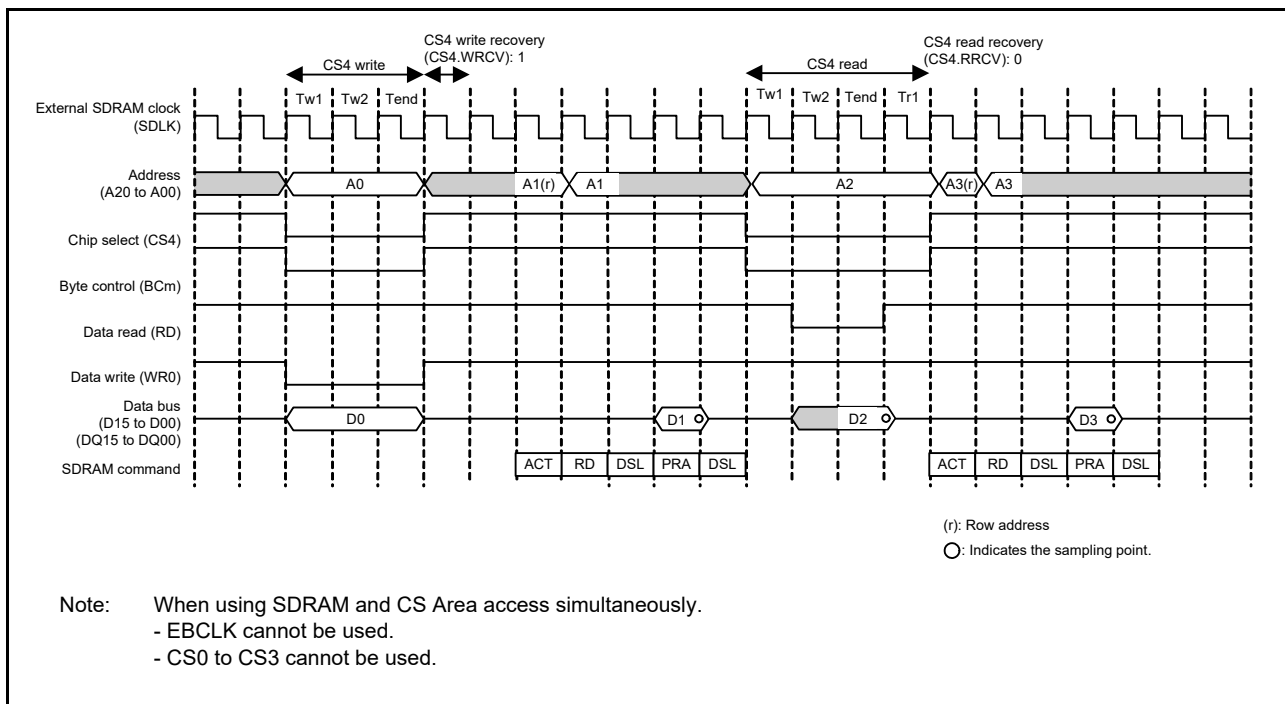 CS4 write recovery
(CS4.WRCV): 1
CS4 read recovery
(CS4.RRCV): 0
CS4 write
CS4 read
Tw1 Tw2 Tend
Tw1 Tw2 Tend Tr1
External SDRAM clock
(SDLK)
Address
(A20 to A00)
A0 A1(r) A1 A2 A3(r) A3
Chip select (CS4)
Byte control (BCm)
Data read (RD)
Data write (WR0)
Data bus
(D15 to D00)
(DQ15 to DQ00)
D0 D1 D2 D3
SDRAM command
ACT RD DSL PRA DSL ACT RD DSL PRA DSL
(r): Row address
: Indicates the sampling point.
Note: When using SDRAM and CS Area access simultaneously.
- EBCLK cannot be used.
- CS0 to CS3 cannot be used.